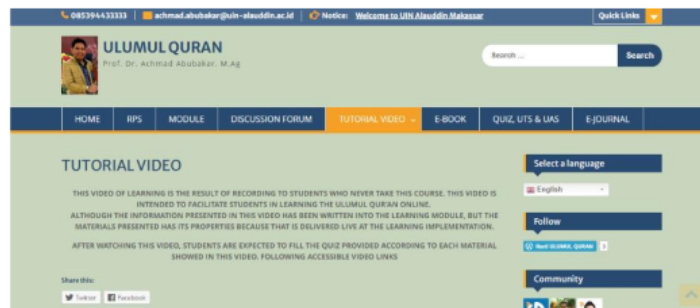 085394433333 achmad.abubakar@uin-alauddin.ac.id Notice: Welcome to UIN Alauddin Makassar Quick Links
ULUMUL QURAN
Prof. Dr. Achmad Abubakar, M.Ag
Search ... Search
HOME RPS MODULE DISCUSSION FORUM TUTORIAL VIDEO E-BOOK QUIZ, UTS & UAS E-JOURNAL
TUTORIAL VIDEO
THIS VIDEO OF LEARNING IS THE RESULT OF RECORDING TO STUDENTS WHO NEVER TAKE THIS COURSE. THIS VIDEO IS
INTENDED TO FACILITATE STUDENTS IN LEARNING THE ULUMUL QUR'AN ONLINE.
ALTHOUGH THE INFORMATION PRESENTED IN THIS VIDEO HAS BEEN WRITTEN INTO THE LEARNING MODULE, BUT THE
MATERIALS PRESENTED HAS ITS PROPERTIES BECAUSE THAT IS DELIVERED LIVE AT THE LEARNING IMPLEMENTATION.
AFTER WATCHING THIS VIDEO, STUDENTS ARE EXPECTED TO FILL THE QUIZ PROVIDED ACCORDING TO EACH MATERIAL
SHOWED IN THIS VIDEO. FOLLOWING ACCESSIBLE VIDEO LINKS
Share this:
Twitter Facebook
Select a language
English
Follow
ULUMUL QURAN
Community